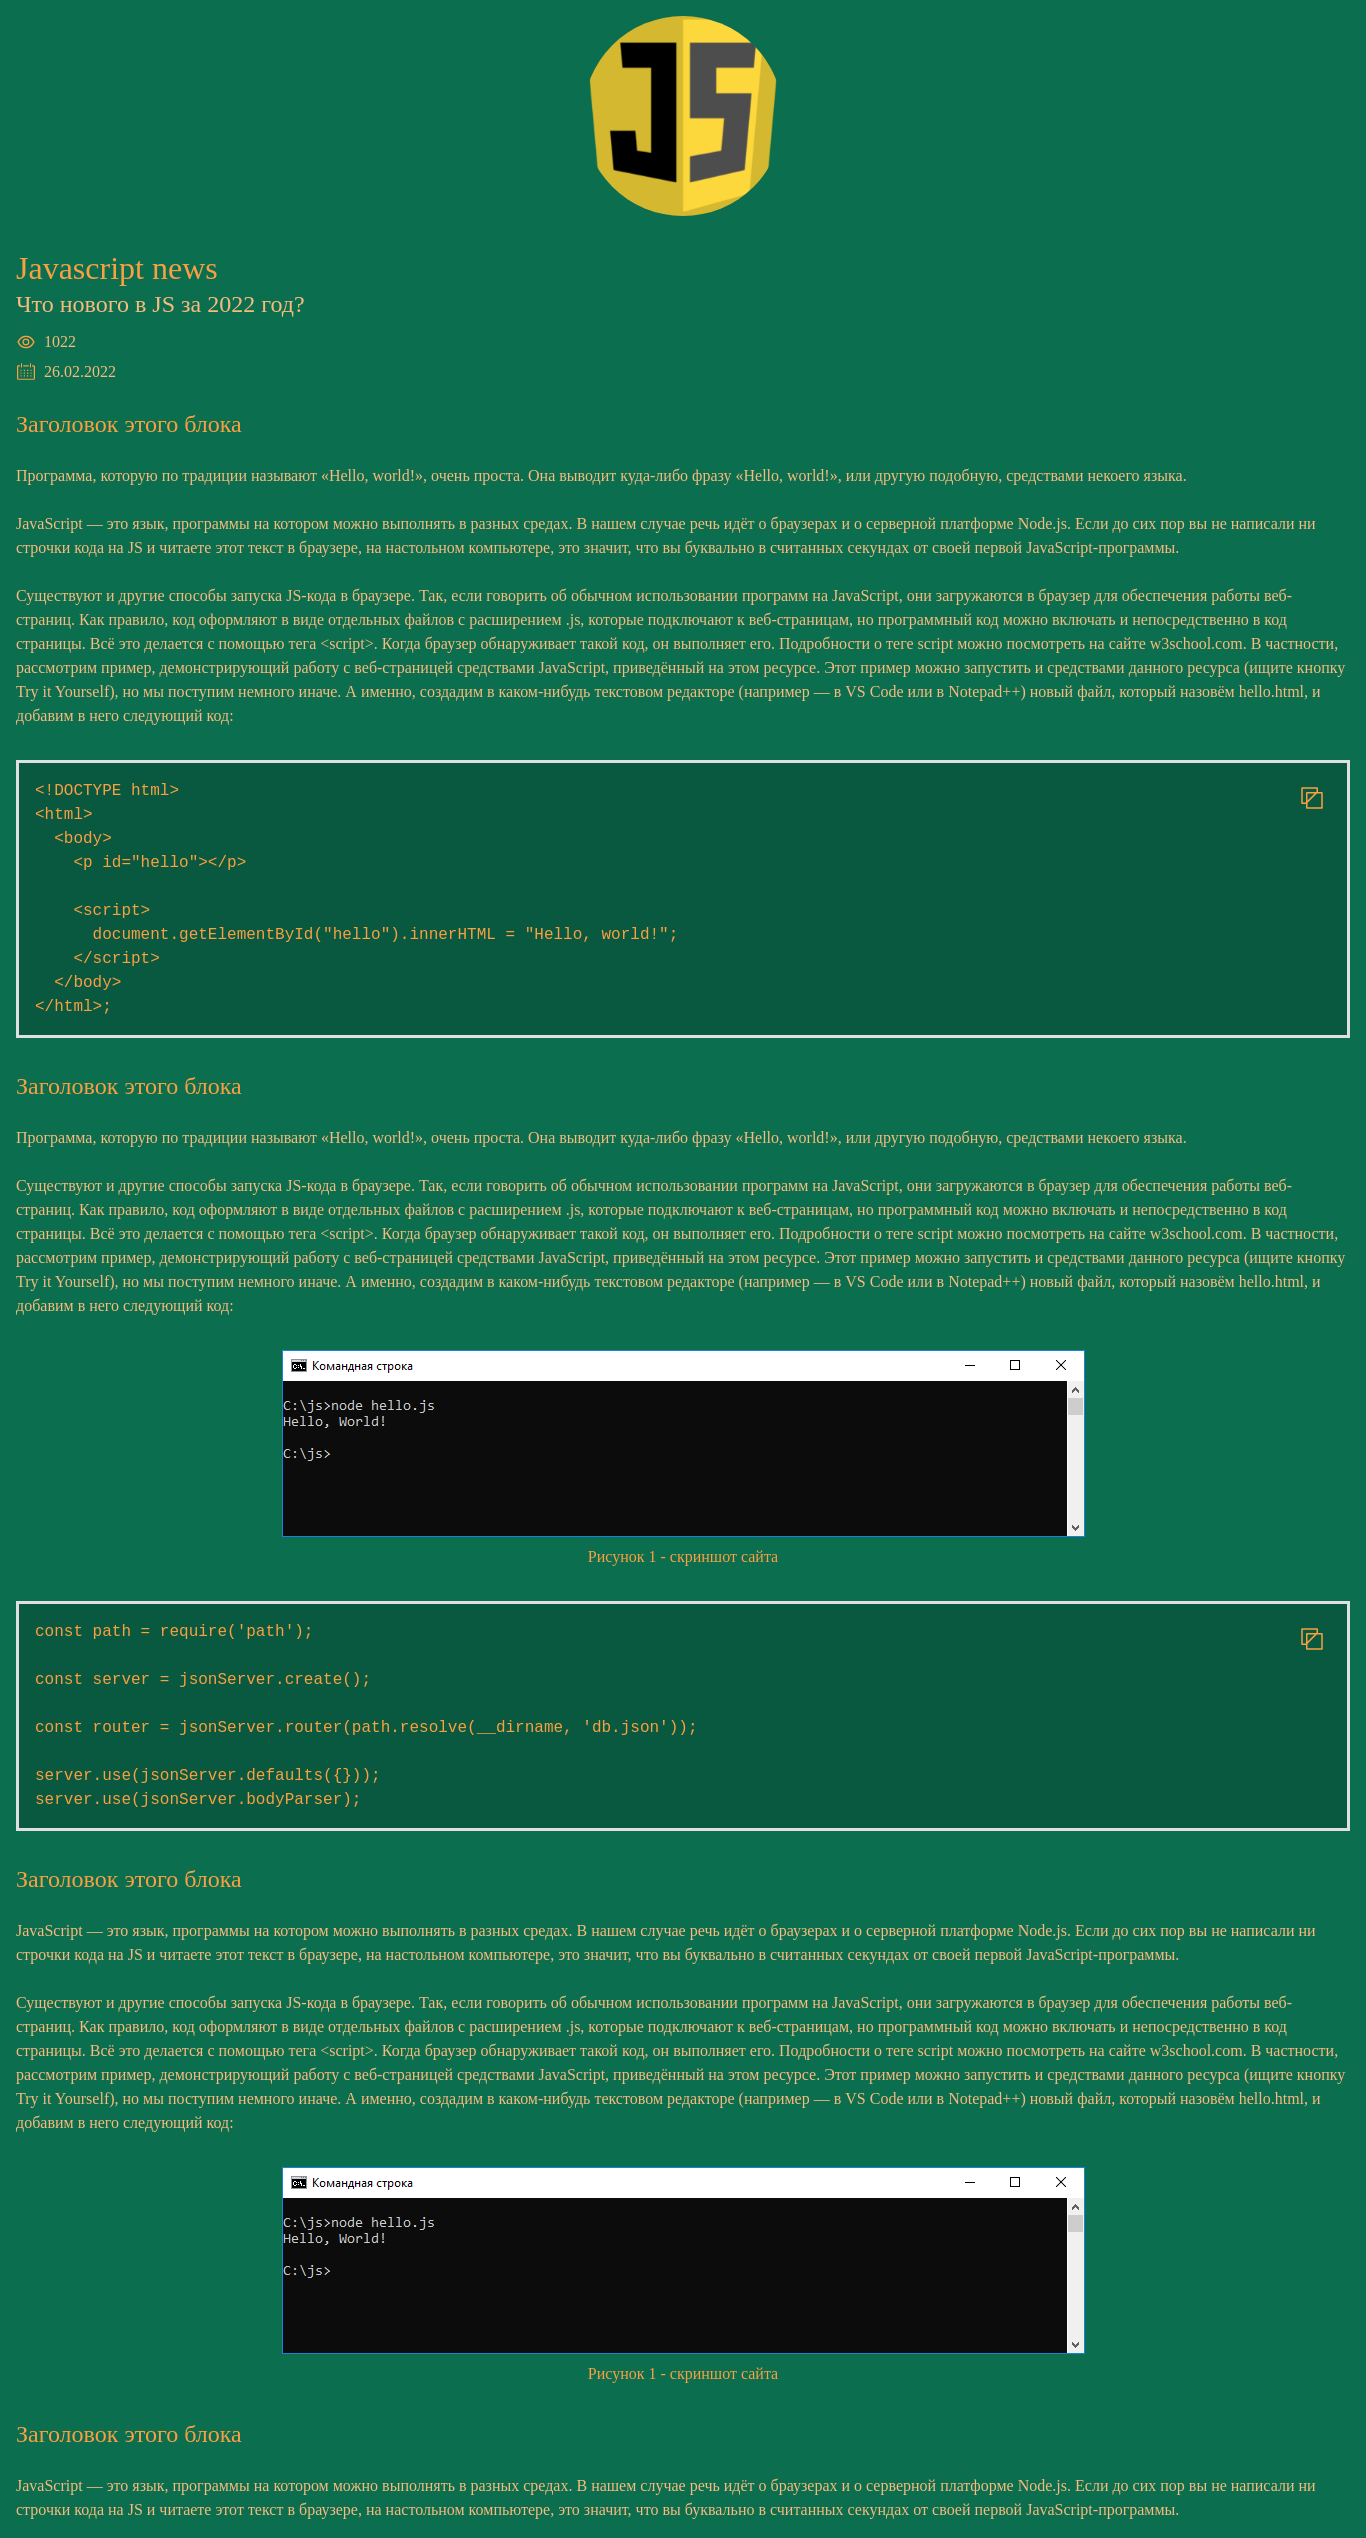 JS
Javascript news
Что нового в JS за 2022 год?
1022
26.02.2022
Заголовок этого блока
Программа, которую по традиции называют «Hello, world!», очень проста. Она выводит куда-либо фразу «Hello, world!», или другую подобную, средствами некоего языка.
JavaScript — это язык, программы на котором можно выполнять в разных средах. В нашем случае речь идёт о браузерах и о серверной платформе Node.js. Если до сих пор вы не написали ни
строчки кода на JS и читаете этот текст в браузере, на настольном компьютере, это значит, что вы буквально в считанных секундах от своей первой JavaScript-программы.
Существуют и другие способы запуска JS-кода в браузере. Так, если говорить об обычном использовании программ на JavaScript, они загружаются в браузер для обеспечения работы веб-
страниц. Как правило, код оформляют в виде отдельных файлов с расширением .js, которые подключают к веб-страницам, но программный код можно включать и непосредственно в код
страницы. Всё это делается с помощью тега <script>. Когда браузер обнаруживает такой код, он выполняет его. Подробности о теге script можно посмотреть на сайте w3school.com. В частности,
рассмотрим пример, демонстрирующий работу с веб-страницей средствами JavaScript, приведённый на этом ресурсе. Этот пример можно запустить и средствами данного ресурса (ищите кнопку
Try it Yourself), но мы поступим немного иначе. А именно, создадим в каком-нибудь текстовом редакторе (например — в VS Code или в Notepad++) новый файл, который назовём hello.html, и
добавим в него следующий код:
<!DOCTYPE html>
<html>
  <body>
    <p id="hello"></p>
    <script>
      document.getElementById("hello").innerHTML = "Hello, world!";
    </script>
  </body>
</html>;
Заголовок этого блока
Программа, которую по традиции называют «Hello, world!», очень проста. Она выводит куда-либо фразу «Hello, world!», или другую подобную, средствами некоего языка.
Существуют и другие способы запуска JS-кода в браузере. Так, если говорить об обычном использовании программ на JavaScript, они загружаются в браузер для обеспечения работы веб-
страниц. Как правило, код оформляют в виде отдельных файлов с расширением .js, которые подключают к веб-страницам, но программный код можно включать и непосредственно в код
страницы. Всё это делается с помощью тега <script>. Когда браузер обнаруживает такой код, он выполняет его. Подробности о теге script можно посмотреть на сайте w3school.com. В частности,
рассмотрим пример, демонстрирующий работу с веб-страницей средствами JavaScript, приведённый на этом ресурсе. Этот пример можно запустить и средствами данного ресурса (ищите кнопку
Try it Yourself), но мы поступим немного иначе. А именно, создадим в каком-нибудь текстовом редакторе (например — в VS Code или в Notepad++) новый файл, который назовём hello.html, и
добавим в него следующий код:
Командная строка
C:\js>node hello.js
Hello, World!
C:\js>
Рисунок 1 - скриншот сайта
const path = require('path');
const server = jsonServer.create();
const router = jsonServer.router(path.resolve(__dirname, 'db.json'));
server.use(jsonServer.defaults({}));
server.use(jsonServer.bodyParser);
Заголовок этого блока
JavaScript — это язык, программы на котором можно выполнять в разных средах. В нашем случае речь идёт о браузерах и о серверной платформе Node.js. Если до сих пор вы не написали ни
строчки кода на JS и читаете этот текст в браузере, на настольном компьютере, это значит, что вы буквально в считанных секундах от своей первой JavaScript-программы.
Существуют и другие способы запуска JS-кода в браузере. Так, если говорить об обычном использовании программ на JavaScript, они загружаются в браузер для обеспечения работы веб-
страниц. Как правило, код оформляют в виде отдельных файлов с расширением .js, которые подключают к веб-страницам, но программный код можно включать и непосредственно в код
страницы. Всё это делается с помощью тега <script>. Когда браузер обнаруживает такой код, он выполняет его. Подробности о теге script можно посмотреть на сайте w3school.com. В частности,
рассмотрим пример, демонстрирующий работу с веб-страницей средствами JavaScript, приведённый на этом ресурсе. Этот пример можно запустить и средствами данного ресурса (ищите кнопку
Try it Yourself), но мы поступим немного иначе. А именно, создадим в каком-нибудь текстовом редакторе (например — в VS Code или в Notepad++) новый файл, который назовём hello.html, и
добавим в него следующий код:
Командная строка
C:\js>node hello.js
Hello, World!
C:\js>
Рисунок 1 - скриншот сайта
Заголовок этого блока
JavaScript — это язык, программы на котором можно выполнять в разных средах. В нашем случае речь идёт о браузерах и о серверной платформе Node.js. Если до сих пор вы не написали ни
строчки кода на JS и читаете этот текст в браузере, на настольном компьютере, это значит, что вы буквально в считанных секундах от своей первой JavaScript-программы.